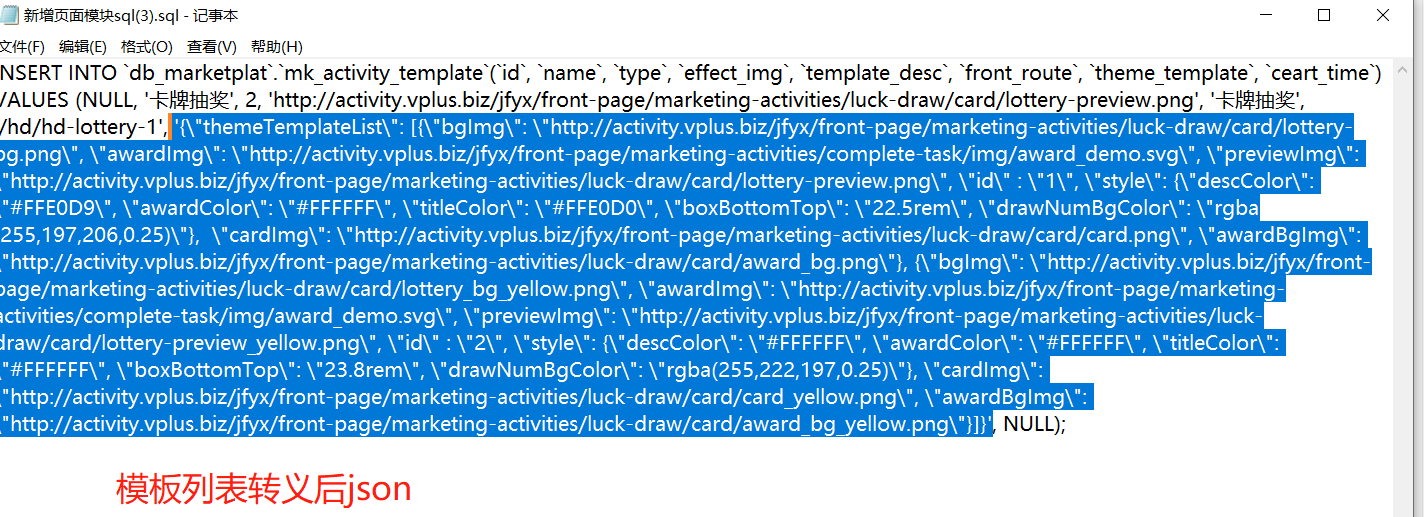 新增页面模块sql(3).sql - 记事本
文件(F) 编辑(E) 格式(O) 查看(V) 帮助(H)
NSERT INTO `db_marketplat`.`mk_activity_template`(`id`, `name`, `type`, `effect_img`, `template_desc`, `front_route`, `theme_template`, `ceart_time`)
VALUES (NULL, '卡牌抽奖', 2, 'http://activity.vplus.biz/jfyx/front-page/marketing-activities/luck-draw/card/lottery-preview.png', '卡牌抽奖',
'/hd/hd-lottery-1', '{\"themeTemplateList\": [{\"bgImg\": \"http://activity.vplus.biz/jfyx/front-page/marketing-activities/luck-draw/card/lottery-
bg.png\", \"awardImg\": \"http://activity.vplus.biz/jfyx/front-page/marketing-activities/complete-task/img/award_demo.svg\", \"previewImg\":
\"http://activity.vplus.biz/jfyx/front-page/marketing-activities/luck-draw/card/lottery-preview.png\", \"id\" : \"1\", \"style\": {\"descColor\":
\"#FFE0D9\", \"awardColor\": \"#FFFFFF\", \"titleColor\": \"#FFE0D0\", \"boxBottomTop\": \"22.5rem\", \"drawNumBgColor\": \"rgba
(255,197,206,0.25)\"},  \"cardImg\": \"http://activity.vplus.biz/jfyx/front-page/marketing-activities/luck-draw/card/card.png\", \"awardBgImg\":
\"http://activity.vplus.biz/jfyx/front-page/marketing-activities/luck-draw/card/award_bg.png\"}, {\"bgImg\": \"http://activity.vplus.biz/jfyx/front-
page/marketing-activities/luck-draw/card/lottery_bg_yellow.png\", \"awardImg\": \"http://activity.vplus.biz/jfyx/front-page/marketing-
activities/complete-task/img/award_demo.svg\", \"previewImg\": \"http://activity.vplus.biz/jfyx/front-page/marketing-activities/luck-
draw/card/lottery-preview_yellow.png\", \"id\" : \"2\", \"style\": {\"descColor\": \"#FFFFFF\", \"awardColor\": \"#FFFFFF\", \"titleColor\":
\"#FFFFFF\", \"boxBottomTop\": \"23.8rem\", \"drawNumBgColor\": \"rgba(255,222,197,0.25)\"}, \"cardImg\":
\"http://activity.vplus.biz/jfyx/front-page/marketing-activities/luck-draw/card/card_yellow.png\", \"awardBgImg\":
\"http://activity.vplus.biz/jfyx/front-page/marketing-activities/luck-draw/card/award_bg_yellow.png\"}]}', NULL);
模板列表转义后json